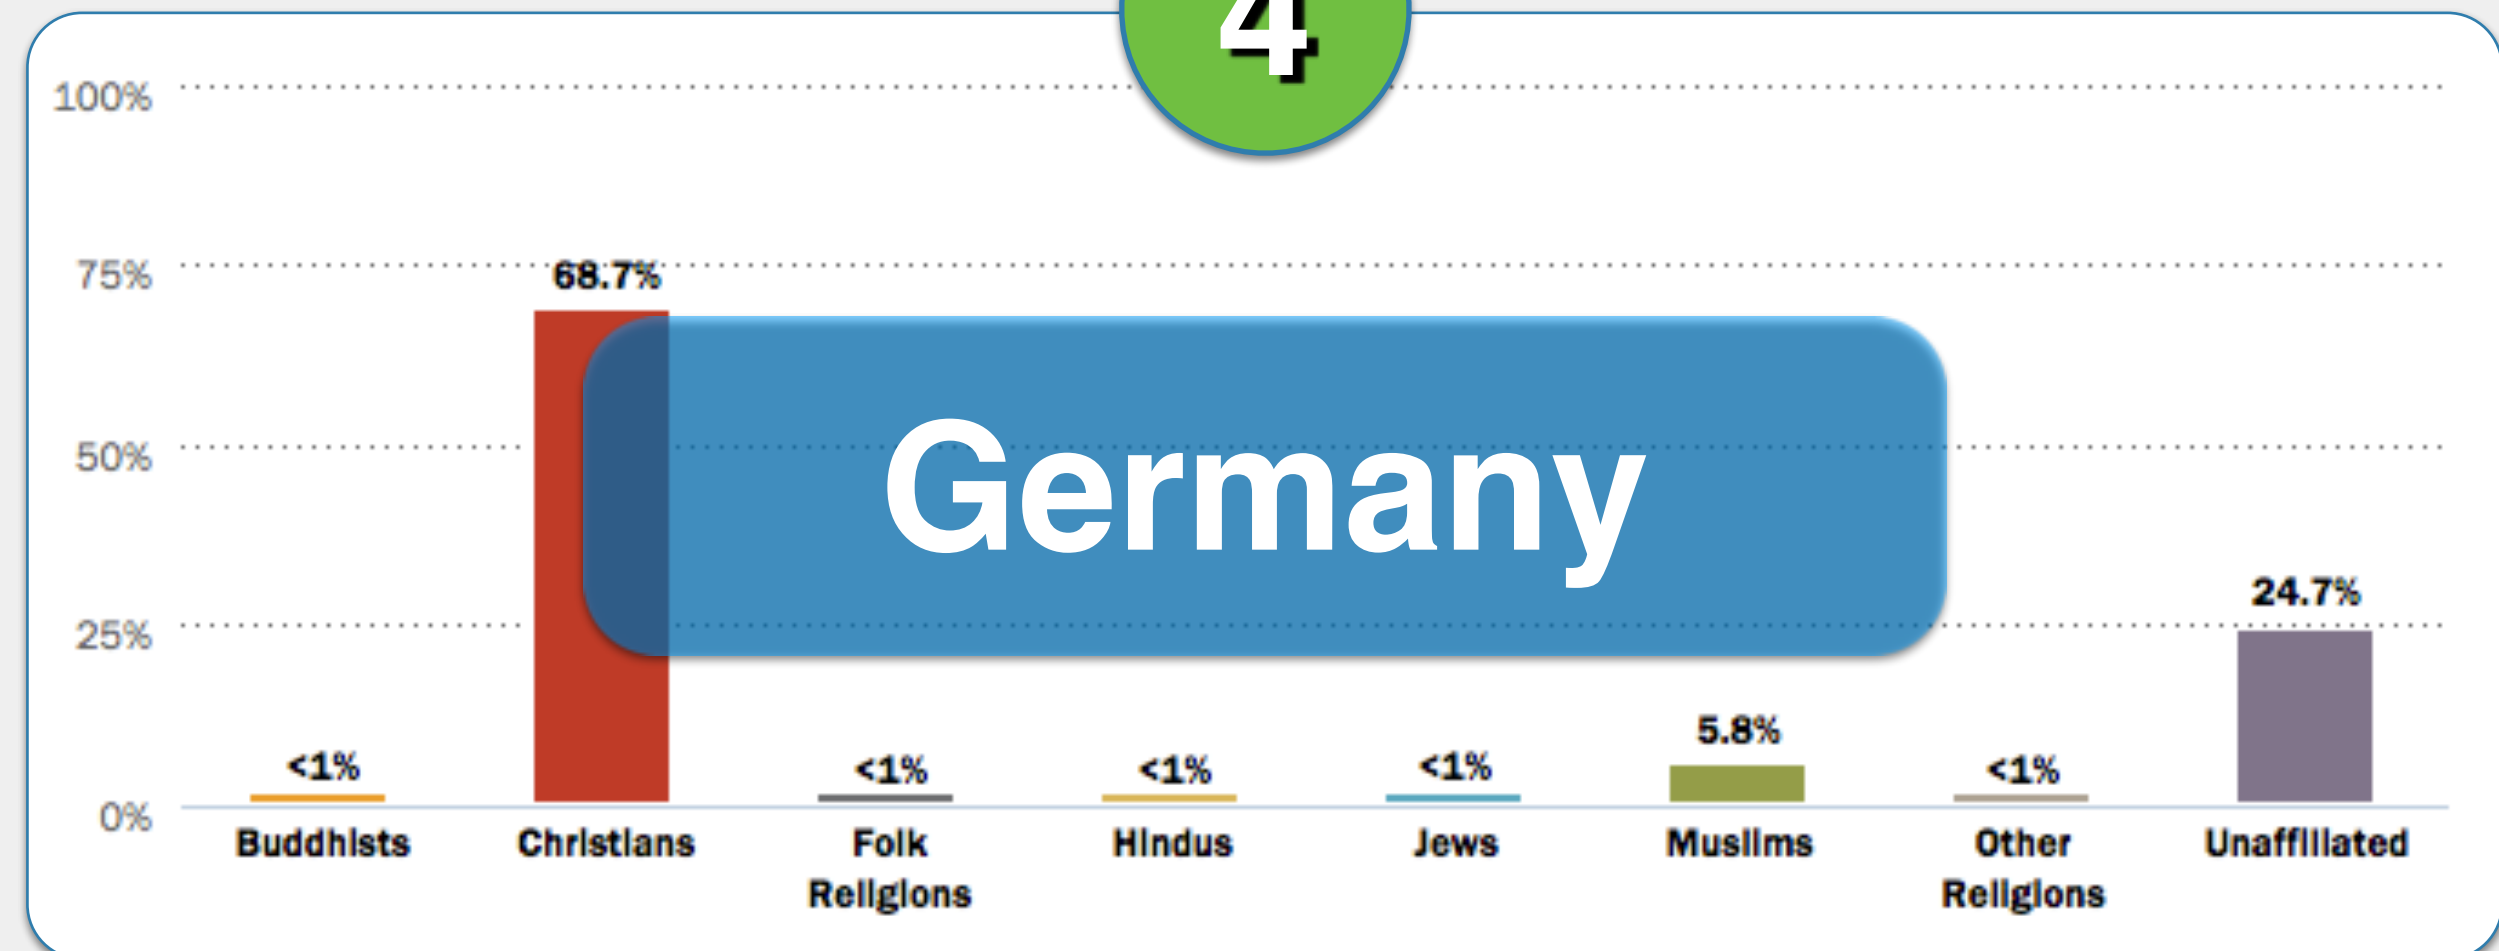 4
100%
75%
68.7%
50%
Germany
25%
24.7%
5.8%
<1%
<1%
<1%
<1%
<1%
0%
Buddhists
Christians
Folk
Religions
Hindus
Jews
Muslims
Other
Religions
Unaffiliated